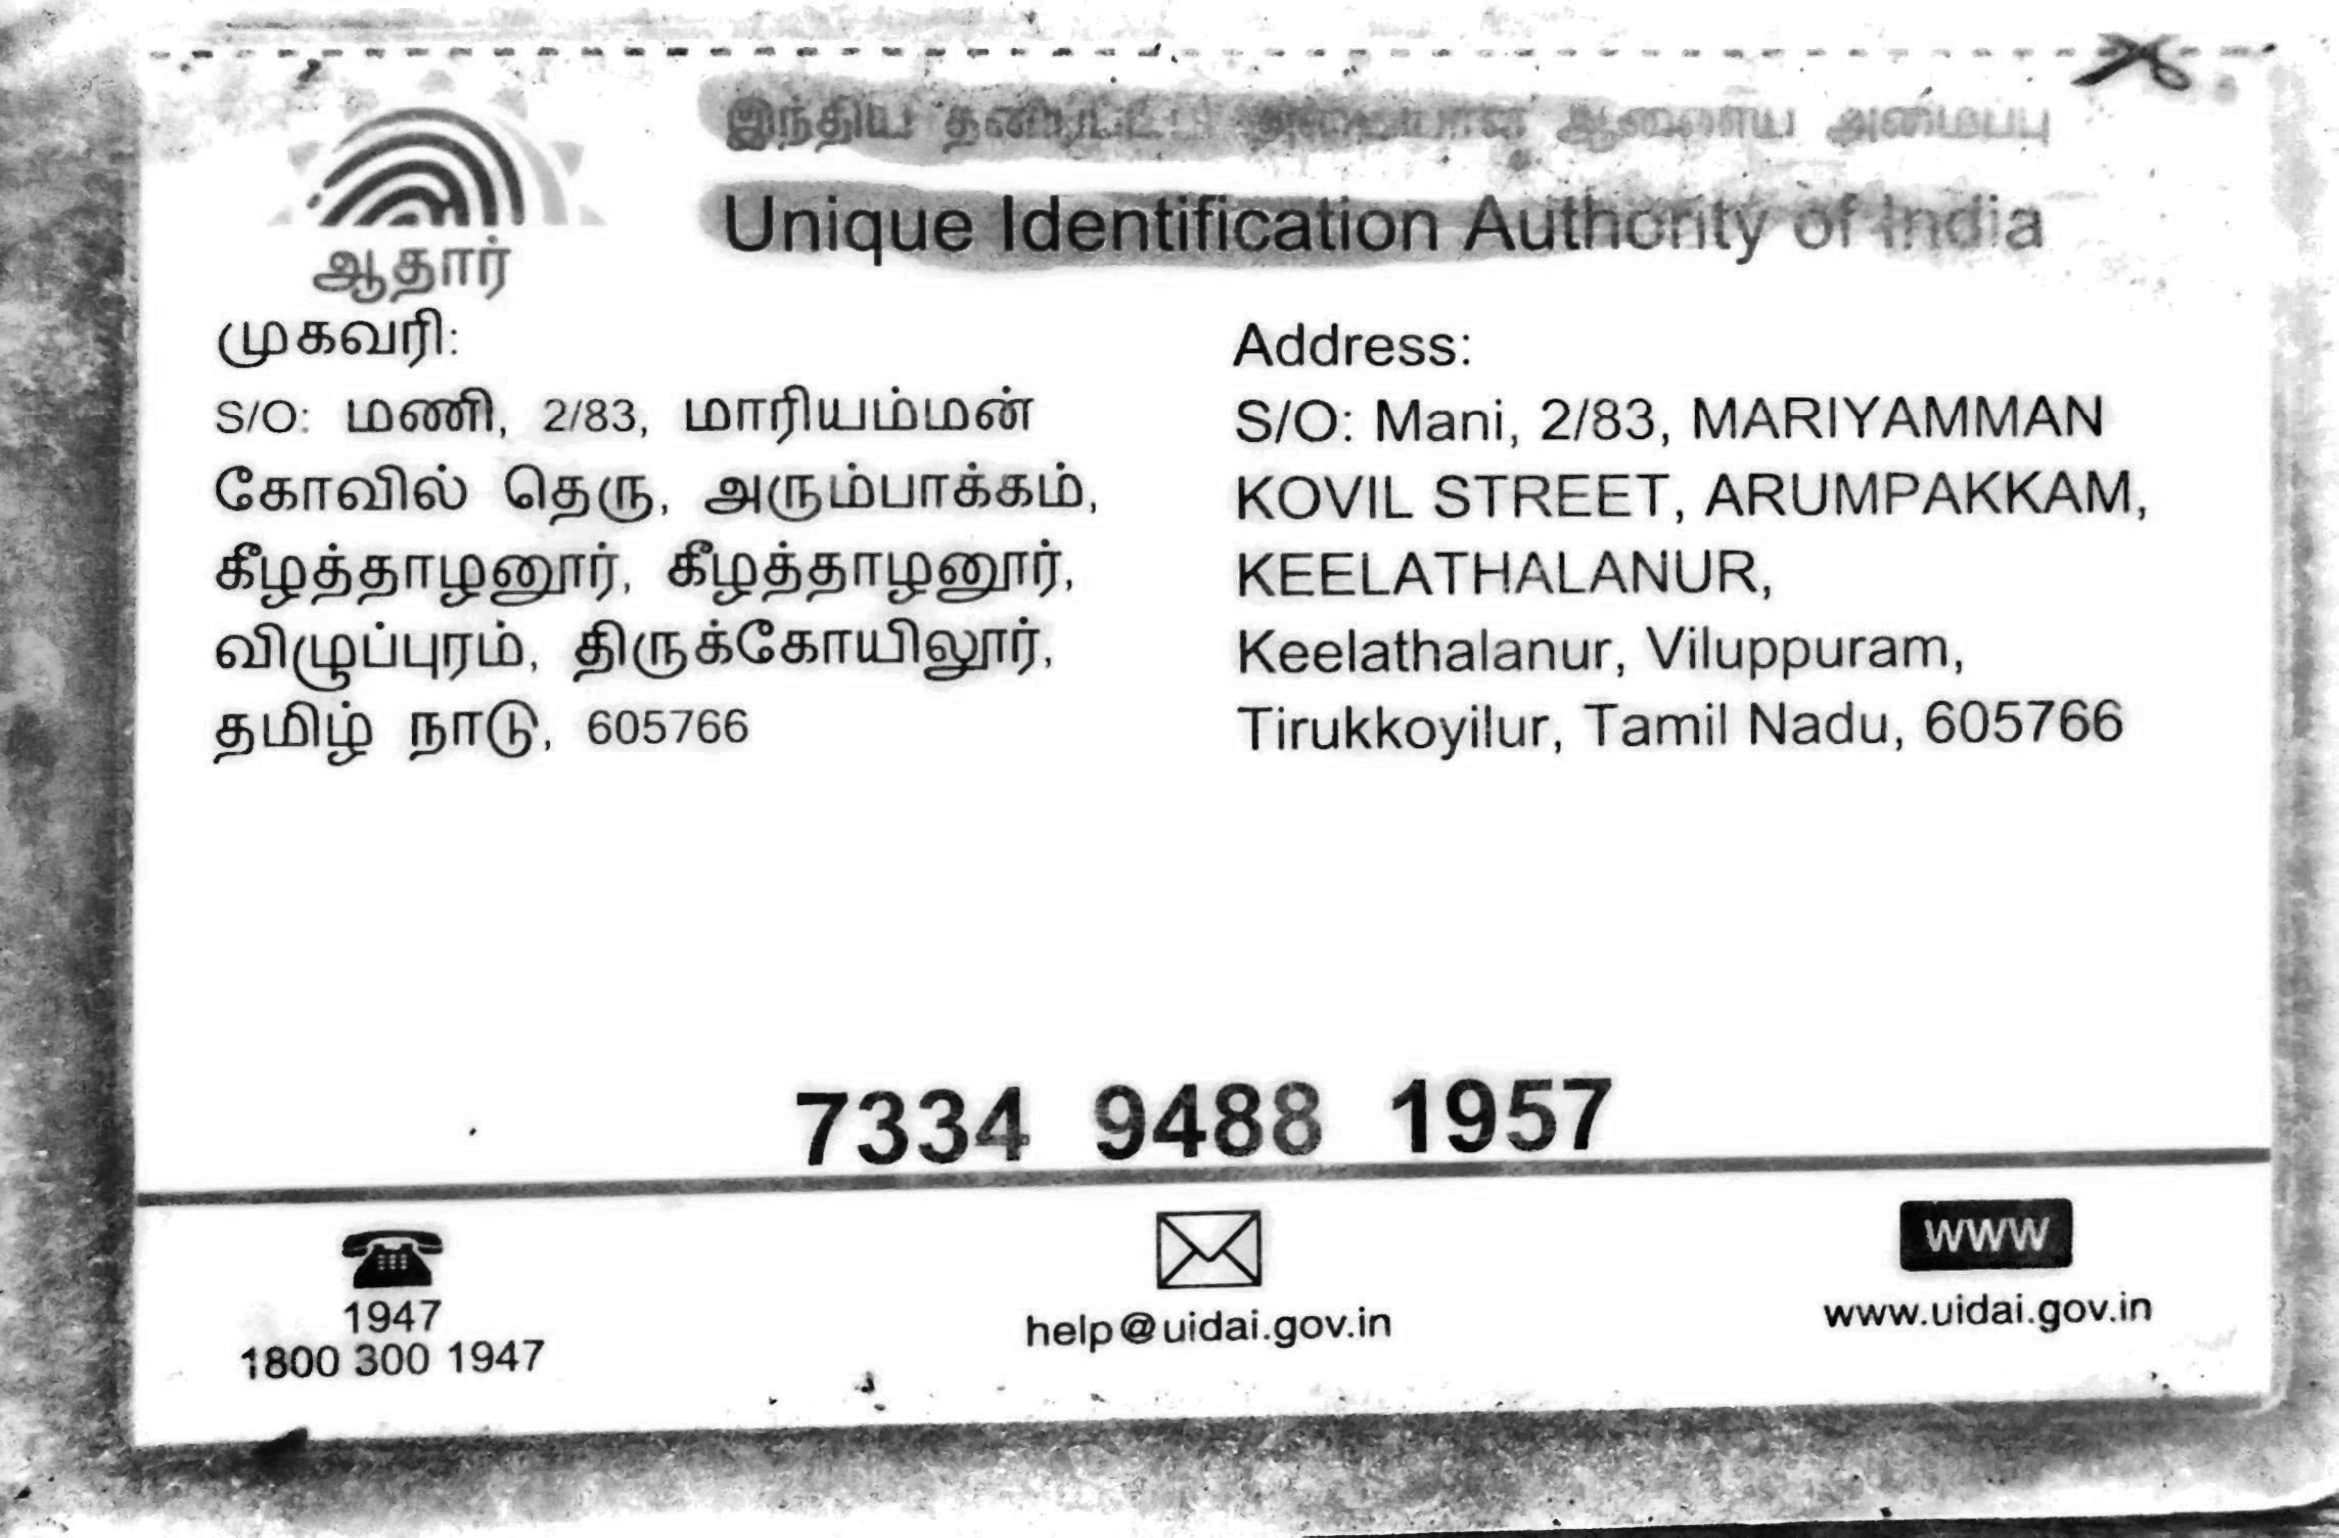 இந்திய தனிப்பட்ட அடையாள ஆணைய அமைப்பு
Unique Identification Authority of India
ஆதார்
முகவரி:
S/O: மணி, 2/83, மாரியம்மன்
கோவில் தெரு, அரும்பாக்கம்,
கீழத்தாழனூர், கீழத்தாழனூர்,
விழுப்புரம், திருக்கோயிலூர்,
தமிழ் நாடு, 605766
Address:
S/O: Mani, 2/83, MARIYAMMAN
KOVIL STREET, ARUMPAKKAM,
KEELATHALANUR,
Keelathalanur, Viluppuram,
Tirukkoyilur, Tamil Nadu, 605766
7334 9488 1957
1947
1800 300 1947
help@uidai.gov.in
www
www.uidai.gov.in